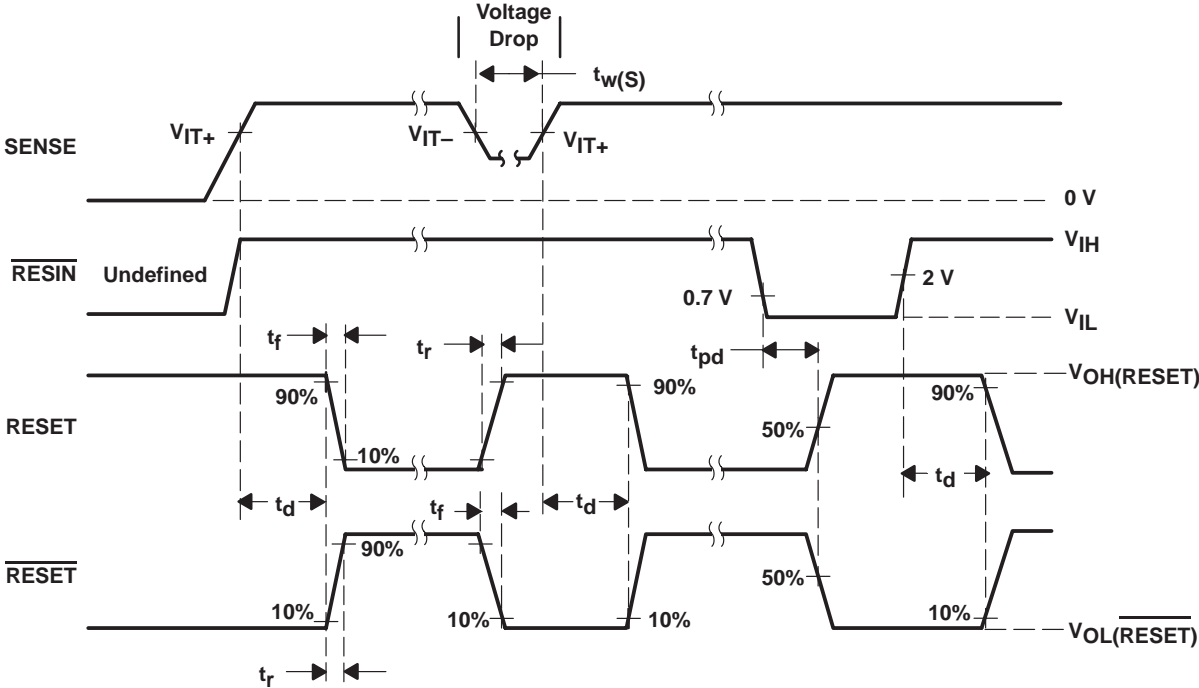 Voltage
Drop
tw(S)
VIT+
VIT–
VIT+
SENSE
0 V
VIH
RESIN
Undefined
2 V
0.7 V
VIL
tf
tr
tpd
VOH(RESET)
90%
90%
90%
RESET
50%
10%
td
tf
td
td
90%
RESET
50%
10%
10%
10%
10%
VOL(RESET)
tr